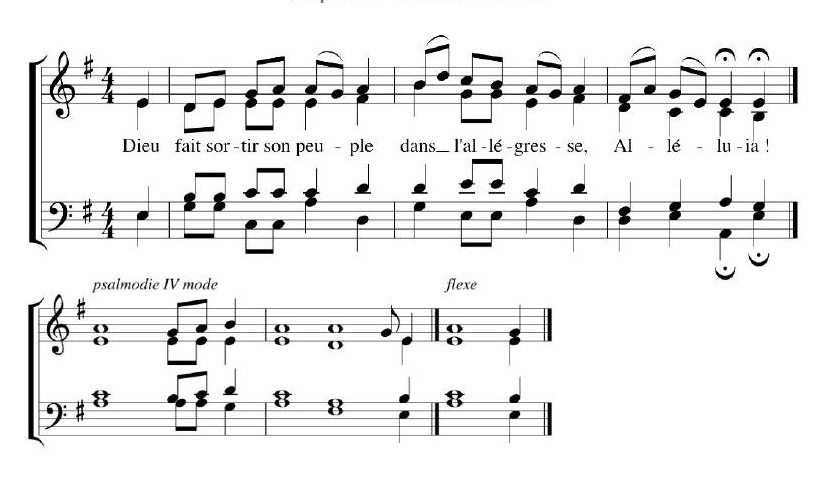 Dieu fait sor - tir son peu - ple dans_ l'al - lé - gres - se, Al - lé - lu - ia !
psalmodie IV mode flexe